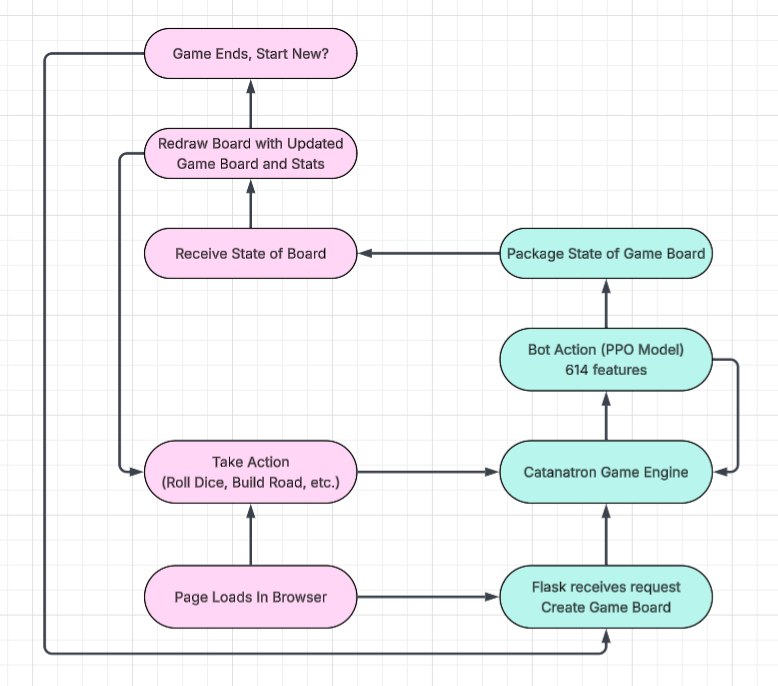 Game Ends, Start New?
Redraw Board with Updated
Game Board and Stats
Receive State of Board
Package State of Game Board
Bot Action (PPO Model)
614 features
Take Action
(Roll Dice, Build Road, etc.)
Catanatron Game Engine
Page Loads In Browser
Flask receives request
Create Game Board